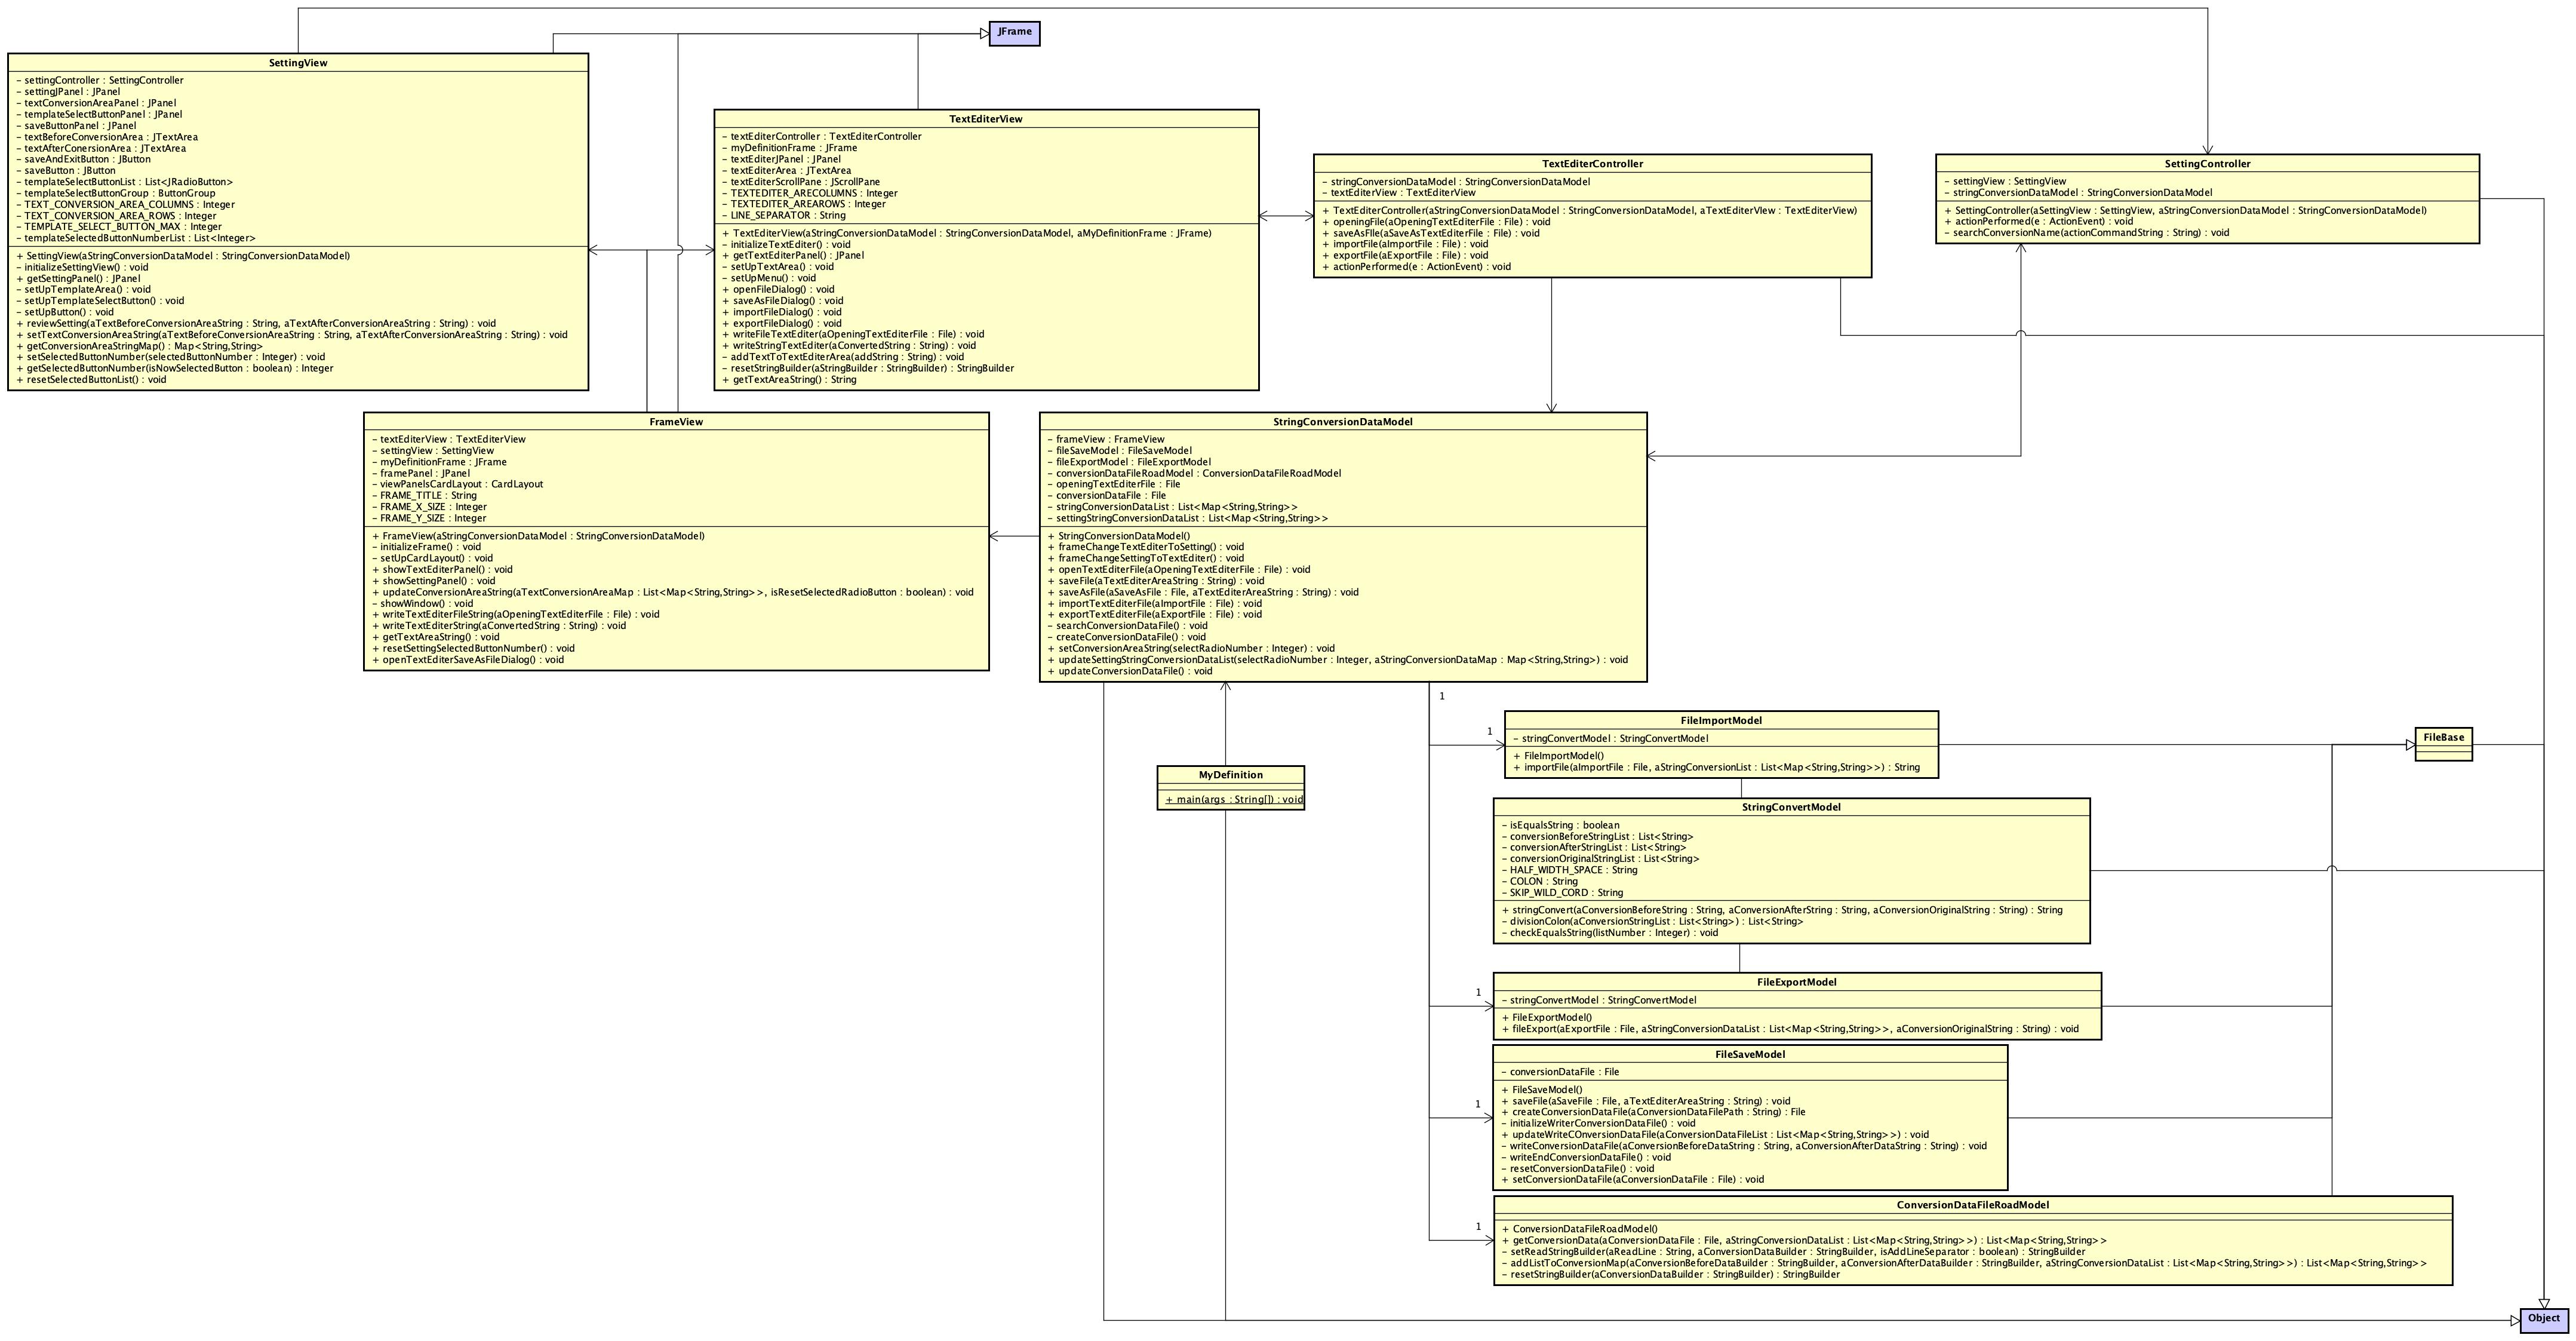 JFrame
SettingView
– settingController : SettingController
– settingJPanel : JPanel
– textConversionAreaPanel : JPanel
– templateSelectButtonPanel : JPanel
– saveButtonPanel : JPanel
– textBeforeConversionArea : JTextArea
– textAfterConersionArea : JTextArea
– saveAndExitButton : JButton
– saveButton : JButton
– templateSelectButtonList : List<JRadioButton>
– templateSelectButtonGroup : ButtonGroup
– TEXT_CONVERSION_AREA_COLUMNS : Integer
– TEXT_CONVERSION_AREA_ROWS : Integer
– TEMPLATE_SELECT_BUTTON_MAX : Integer
– templateSelectedButtonNumberList : List<Integer>
+ SettingView(aStringConversionDataModel : StringConversionDataModel)
– initializeSettingView() : void
+ getSettingPanel() : JPanel
– setUpTemplateArea() : void
– setUpTemplateSelectButton() : void
– setUpButton() : void
+ reviewSetting(aTextBeforeConversionAreaString : String, aTextAfterConversionAreaString : String) : void
+ setTextConversionAreaString(aTextBeforeConversionAreaString : String, aTextAfterConversionAreaString : String) : void
+ getConversionAreaStringMap() : Map<String,String>
+ setSelectedButtonNumber(selectedButtonNumber : Integer) : void
+ getSelectedButtonNumber(isNowSelectedButton : boolean) : Integer
+ resetSelectedButtonList() : void
TextEditerView
– textEditerController : TextEditerController
– myDefinitionFrame : JFrame
– textEditerJPanel : JPanel
– textEditerArea : JTextArea
– textEditerScrollPane : JScrollPane
– TEXTEDITER_ARECOLUMNS : Integer
– TEXTEDITER_AREAROWS : Integer
– LINE_SEPARATOR : String
+ TextEditerView(aStringConversionDataModel : StringConversionDataModel, aMyDefinitionFrame : JFrame)
– initializeTextEditer() : void
+ getTextEditerPanel() : JPanel
– setUpTextArea() : void
– setUpMenu() : void
+ openFileDialog() : void
+ saveAsFileDialog() : void
+ importFileDialog() : void
+ exportFileDialog() : void
+ writeFileTextEditer(aOpeningTextEditerFile : File) : void
+ writeStringTextEditer(aConvertedString : String) : void
– addTextToTextEditerArea(addString : String) : void
– resetStringBuilder(aStringBuilder : StringBuilder) : StringBuilder
+ getTextAreaString() : String
TextEditerController
– stringConversionDataModel : StringConversionDataModel
– textEditerView : TextEditerView
+ TextEditerController(aStringConversionDataModel : StringConversionDataModel, aTextEditerVIew : TextEditerView)
+ openingFile(aOpeningTextEditerFile : File) : void
+ saveAsFIle(aSaveAsTextEditerFile : File) : void
+ importFile(aImportFile : File) : void
+ exportFile(aExportFile : File) : void
+ actionPerformed(e : ActionEvent) : void
SettingController
– settingView : SettingView
– stringConversionDataModel : StringConversionDataModel
+ SettingController(aSettingView : SettingView, aStringConversionDataModel : StringConversionDataModel)
+ actionPerformed(e : ActionEvent) : void
– searchConversionName(actionCommandString : String) : void
FrameView
– textEditerView : TextEditerView
– settingView : SettingView
– myDefinitionFrame : JFrame
– framePanel : JPanel
– viewPanelsCardLayout : CardLayout
– FRAME_TITLE : String
– FRAME_X_SIZE : Integer
– FRAME_Y_SIZE : Integer
+ FrameView(aStringConversionDataModel : StringConversionDataModel)
– initializeFrame() : void
– setUpCardLayout() : void
+ showTextEditerPanel() : void
+ showSettingPanel() : void
+ updateConversionAreaString(aTextConversionAreaMap : List<Map<String,String>>, isResetSelectedRadioButton : boolean) : void
– showWindow() : void
+ writeTextEditerFileString(aOpeningTextEditerFile : File) : void
+ writeTextEditerString(aConvertedString : String) : void
+ getTextAreaString() : void
+ resetSettingSelectedButtonNumber() : void
+ openTextEditerSaveAsFileDialog() : void
StringConversionDataModel
– frameView : FrameView
– fileSaveModel : FileSaveModel
– fileExportModel : FileExportModel
– conversionDataFileRoadModel : ConversionDataFileRoadModel
– openingTextEditerFile : File
– conversionDataFile : File
– stringConversionDataList : List<Map<String,String>>
– settingStringConversionDataList : List<Map<String,String>>
+ StringConversionDataModel()
+ frameChangeTextEditerToSetting() : void
+ frameChangeSettingToTextEditer() : void
+ openTextEditerFile(aOpeningTextEditerFile : File) : void
+ saveFile(aTextEditerAreaString : String) : void
+ saveAsFile(aSaveAsFile : File, aTextEditerAreaString : String) : void
+ importTextEditerFile(aImportFile : File) : void
+ exportTextEditerFile(aExportFile : File) : void
– searchConversionDataFile() : void
– createConversionDataFile() : void
+ setConversionAreaString(selectRadioNumber : Integer) : void
+ updateSettingStringConversionDataList(selectRadioNumber : Integer, aStringConversionDataMap : Map<String,String>) : void
+ updateConversionDataFile() : void
1
1
FileImportModel
– stringConvertModel : StringConvertModel
+ FileImportModel()
+ importFile(aImportFile : File, aStringConversionList : List<Map<String,String>>) : String
FileBase
MyDefinition
+ main(args : String[]) : void
StringConvertModel
– isEqualsString : boolean
– conversionBeforeStringList : List<String>
– conversionAfterStringList : List<String>
– conversionOriginalStringList : List<String>
– HALF_WIDTH_SPACE : String
– COLON : String
– SKIP_WILD_CORD : String
+ stringConvert(aConversionBeforeString : String, aConversionAfterString : String, aConversionOriginalString : String) : String
– divisionColon(aConversionStringList : List<String>) : List<String>
– checkEqualsString(listNumber : Integer) : void
1
FileExportModel
– stringConvertModel : StringConvertModel
+ FileExportModel()
+ fileExport(aExportFile : File, aStringConversionDataList : List<Map<String,String>>, aConversionOriginalString : String) : void
1
FileSaveModel
– conversionDataFile : File
+ FileSaveModel()
+ saveFile(aSaveFile : File, aTextEditerAreaString : String) : void
+ createConversionDataFile(aConversionDataFilePath : String) : File
– initializeWriterConversionDataFile() : void
+ updateWriteCOnversionDataFile(aConversionDataFileList : List<Map<String,String>>) : void
– writeConversionDataFile(aConversionBeforeDataString : String, aConversionAfterDataString : String) : void
– writeEndConversionDataFile() : void
– resetConversionDataFile() : void
+ setConversionDataFile(aConversionDataFile : File) : void
1
ConversionDataFileRoadModel
+ ConversionDataFileRoadModel()
+ getConversionData(aConversionDataFile : File, aStringConversionDataList : List<Map<String,String>>) : List<Map<String,String>>
– setReadStringBuilder(aReadLine : String, aConversionDataBuilder : StringBuilder, isAddLineSeparator : boolean) : StringBuilder
– addListToConversionMap(aConversionBeforeDataBuilder : StringBuilder, aConversionAfterDataBuilder : StringBuilder, aStringConversionDataList : List<Map<String,String>>) : List<Map<String,String>>
– resetStringBuilder(aConversionDataBuilder : StringBuilder) : StringBuilder
Object